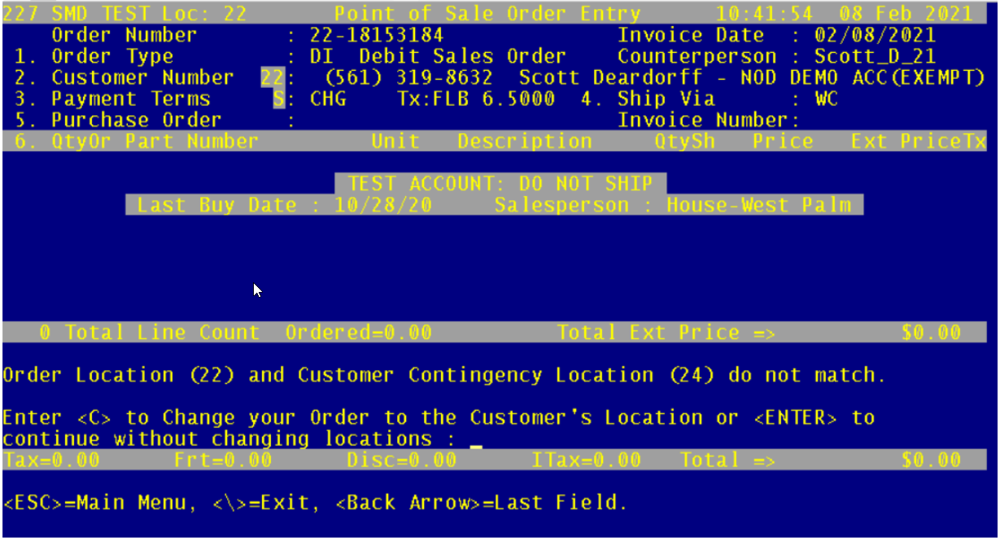 227 SMD TEST Loc: 22 Point of Sale Order Entry 10:41:54 08 Feb 2021
Order Number : 22-18153184 Invoice Date : 02/08/2021
1. Order Type : DI Debit Sales Order Counterperson : Scott_D_21
2. Customer Number 22: (561) 319-8632 Scott Deardorff - NOD DEMO ACC(EXEMPT)
3. Payment Terms S: CHG Tx:FLB 6.5000 4. Ship Via : WC
5. Purchase Order : Invoice Number:
6. QtyOr Part Number Unit Description QtySh Price Ext PriceTx
TEST ACCOUNT: DO NOT SHIP
Last Buy Date : 10/28/20 Salesperson : House-West Palm
0 Total Line Count Ordered=0.00 Total Ext Price => $0.00
Order Location (22) and Customer Contingency Location (24) do not match.
Enter <C> to Change your Order to the Customer's Location or <ENTER> to
continue without changing locations : _
Tax=0.00 Frt=0.00 Disc=0.00 ITax=0.00 Total => $0.00
<ESC>=Main Menu, <\>=Exit, <Back Arrow>=Last Field.